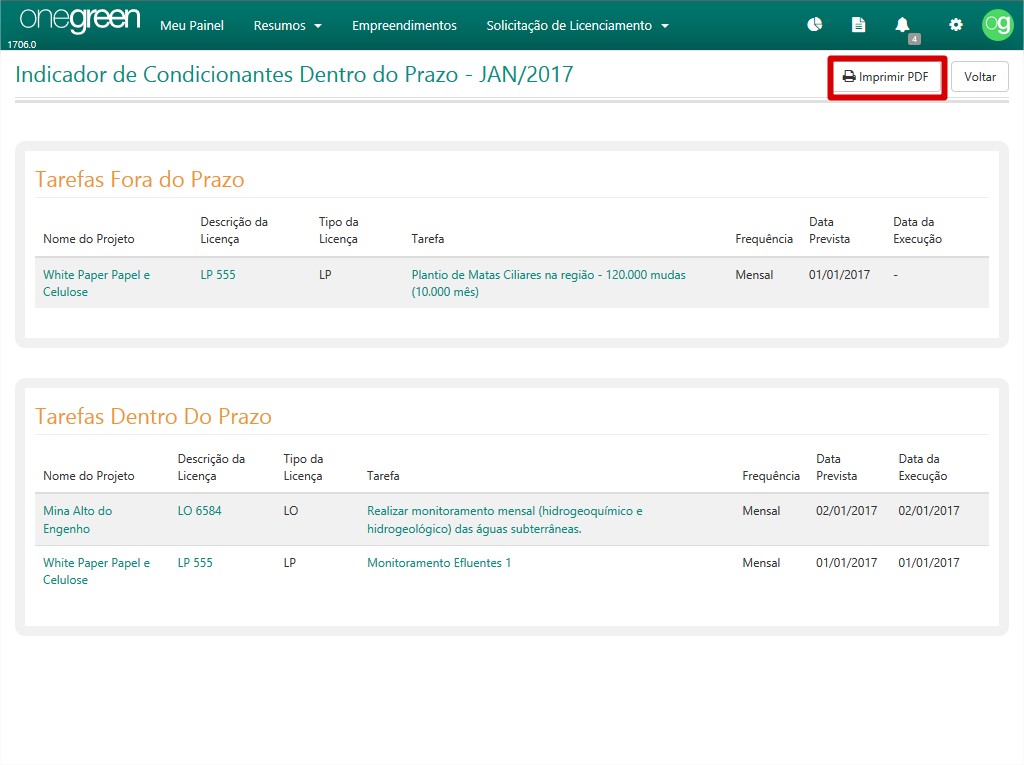 onegreen Meu Painel Resumos Empreendimentos Solicitação de Licenciamento 4 og
1706.0
Indicador de Condicionantes Dentro do Prazo - JAN/2017 Imprimir PDF Voltar
Tarefas Fora do Prazo
Nome do Projeto Descrição da Licença Tipo da Licença Tarefa Frequência Data Prevista Data da Execução
White Paper Papel e LP 555 LP Plantio de Matas Ciliares na região - 120.000 mudas Mensal 01/01/2017 -
Celulose (10.000 mês)
Tarefas Dentro Do Prazo
Nome do Projeto Descrição da Licença Tipo da Licença Tarefa Frequência Data Prevista Data da Execução
Mina Alto do LO 6584 LO Realizar monitoramento mensal (hidrogeoquímico e Mensal 02/01/2017 02/01/2017
Engenho hidrogeológico) das águas subterrâneas.
White Paper Papel e LP 555 LP Monitoramento Efluentes 1 Mensal 01/01/2017 01/01/2017
Celulose